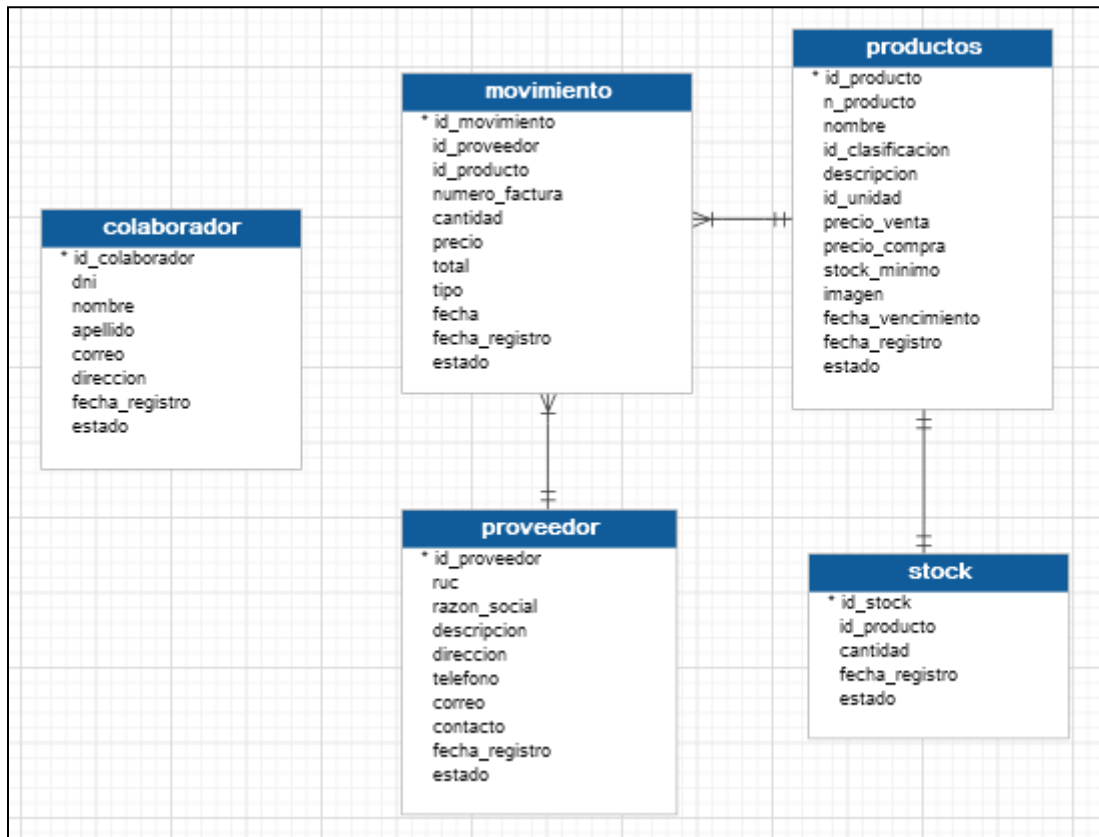 colaborador
* id_colaborador
dni
nombre
apellido
correo
direccion
fecha_registro
estado
movimiento
* id_movimiento
id_proveedor
id_producto
numero_factura
cantidad
precio
total
tipo
fecha
fecha_registro
estado
productos
* id_producto
n_producto
nombre
id_clasificacion
descripcion
id_unidad
precio_venta
precio_compra
stock_minimo
imagen
fecha_vencimiento
fecha_registro
estado
proveedor
* id_proveedor
ruc
razon_social
descripcion
direccion
telefono
correo
contacto
fecha_registro
estado
stock
* id_stock
id_producto
cantidad
fecha_registro
estado